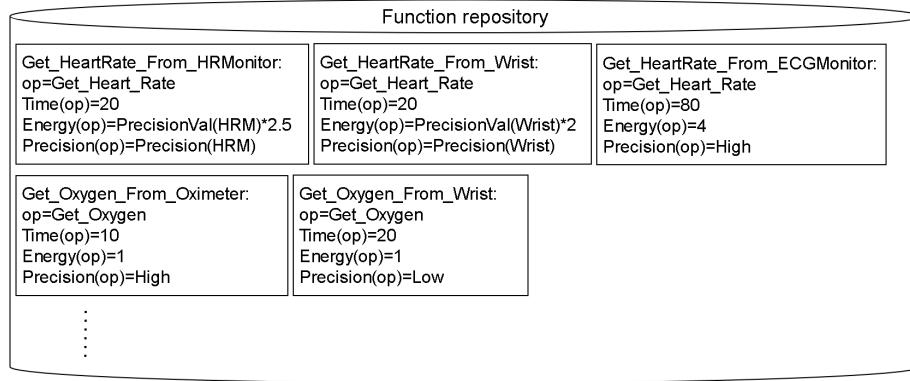 Function repository
Get_HeartRate_From_HRMonitor:
op=Get_Heart_Rate
Time(op)=20
Energy(op)=PrecisionVal(HRM)*2.5
Precision(op)=Precision(HRM)
Get_HeartRate_From_Wrist:
op=Get_Heart_Rate
Time(op)=20
Energy(op)=PrecisionVal(Wrist)*2
Precision(op)=Precision(Wrist)
Get_HeartRate_From_ECGMonitor:
op=Get_Heart_Rate
Time(op)=80
Energy(op)=4
Precision(op)=High
Get_Oxygen_From_Oximeter:
op=Get_Oxygen
Time(op)=10
Energy(op)=1
Precision(op)=High
Get_Oxygen_From_Wrist:
op=Get_Oxygen
Time(op)=20
Energy(op)=1
Precision(op)=Low